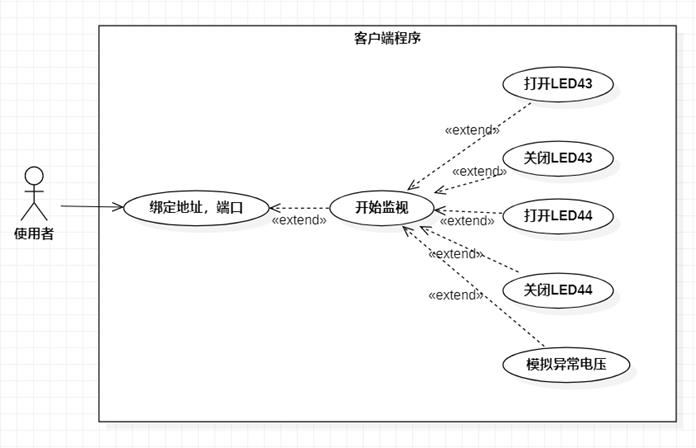 客户端程序
打开LED43
«extend»
关闭LED43
«extend»
使用者
绑定地址，端口
«extend»
开始监视
打开LED44
«extend»
«extend»
关闭LED44
«extend»
模拟异常电压